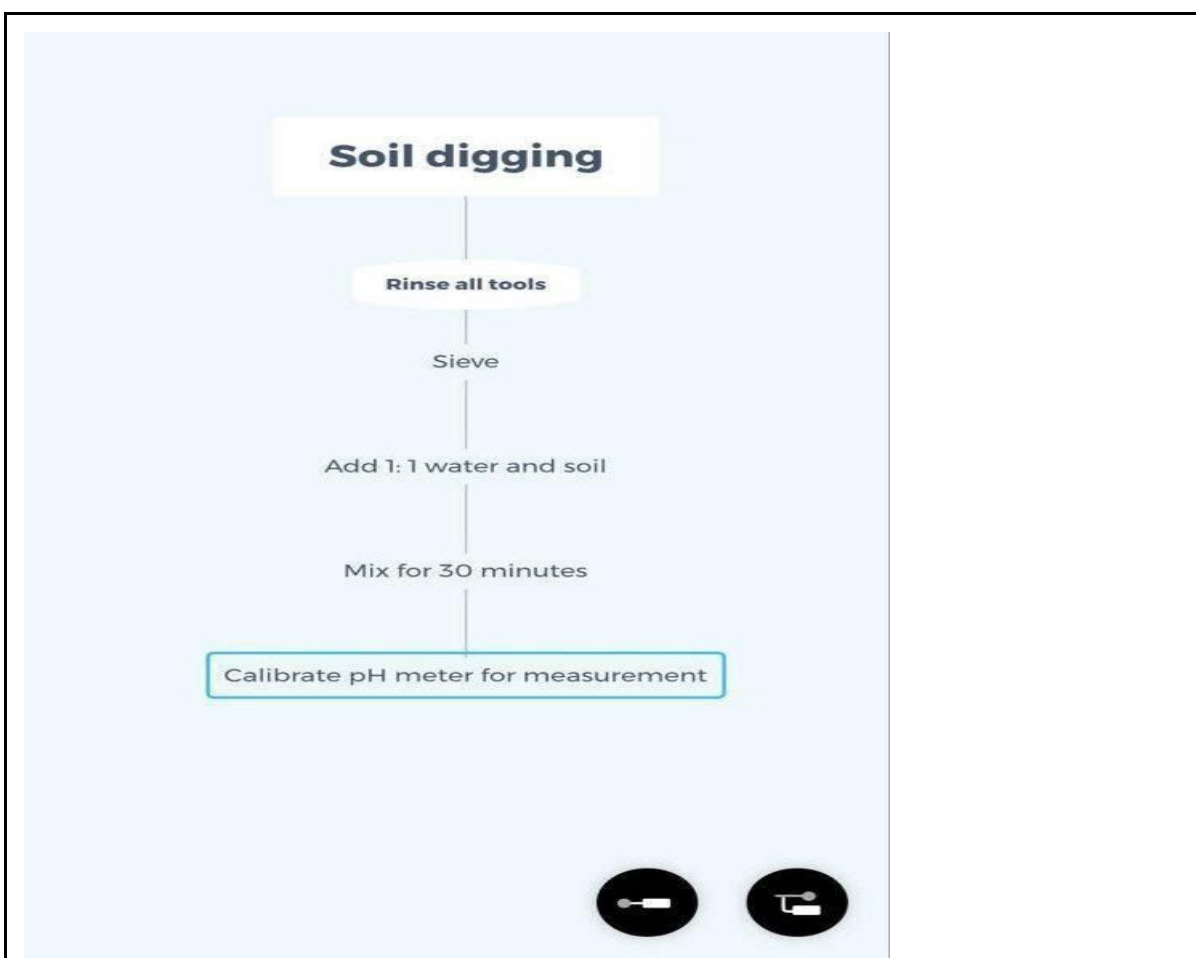 Soil digging
Rinse all tools
Sieve
Add 1: 1 water and soil
Mix for 30 minutes
Calibrate pH meter for measurement